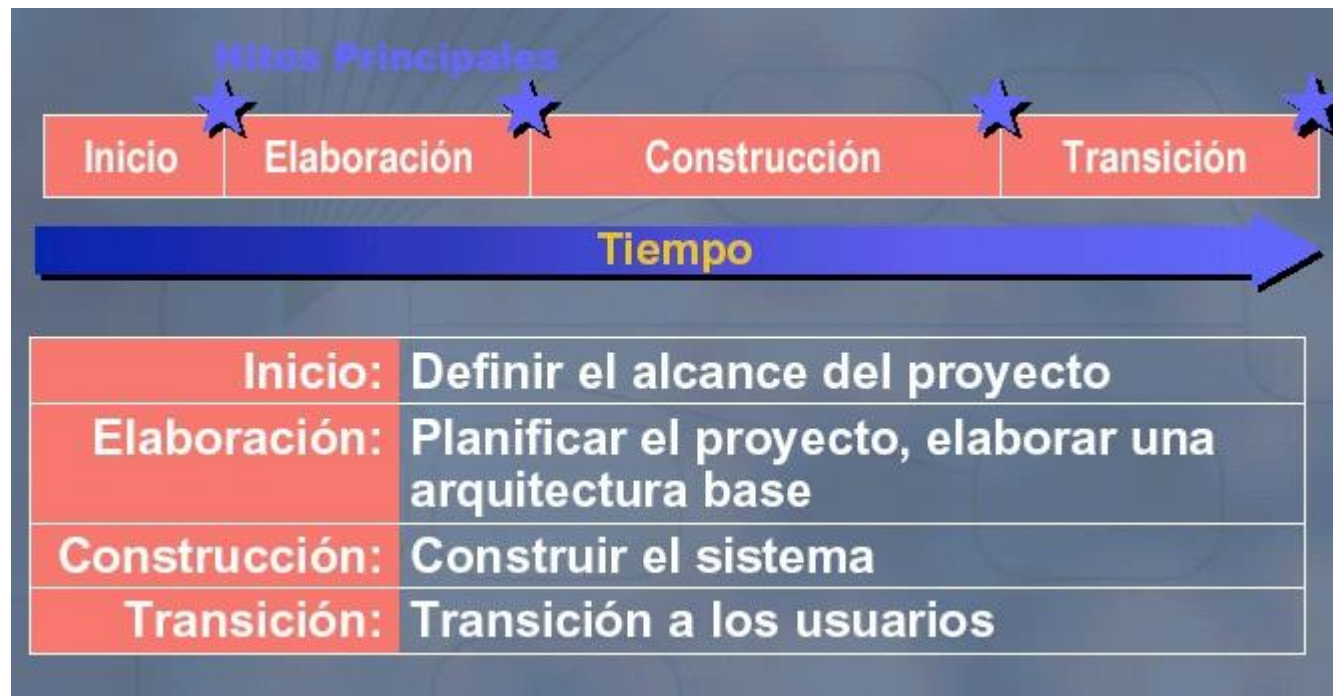 Hitos Principales
Inicio
Elaboración
Construcción
Transición
Tiempo
Inicio: Definir el alcance del proyecto
Elaboración: Planificar el proyecto, elaborar una
arquitectura base
Construcción: Construir el sistema
Transición: Transición a los usuarios